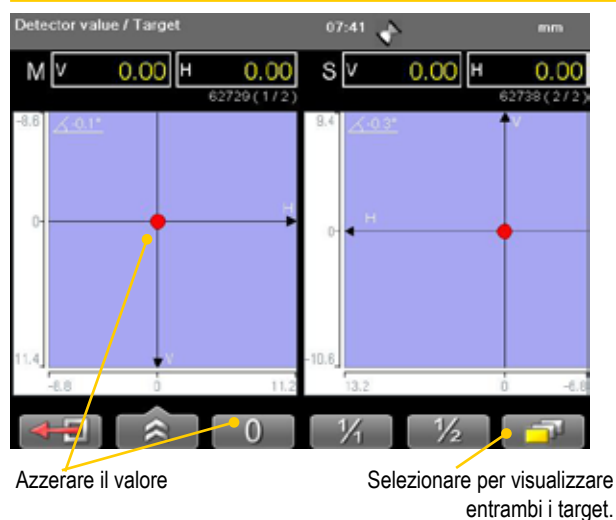 Detector value / Target 07:41 mm
M V 0.00 H 0.00 S V 0.00 H 0.00
62729(1/2) 62738(2/2)
-8.6 -0.1° 9.4 -0.3° V
H H
0 0
V
11.4 -10.6
-8.8 0 11.2 13.2 0 -6.8
0 1/1 1/2
Azzerare il valore
Selezionare per visualizzare
entrambi i target.